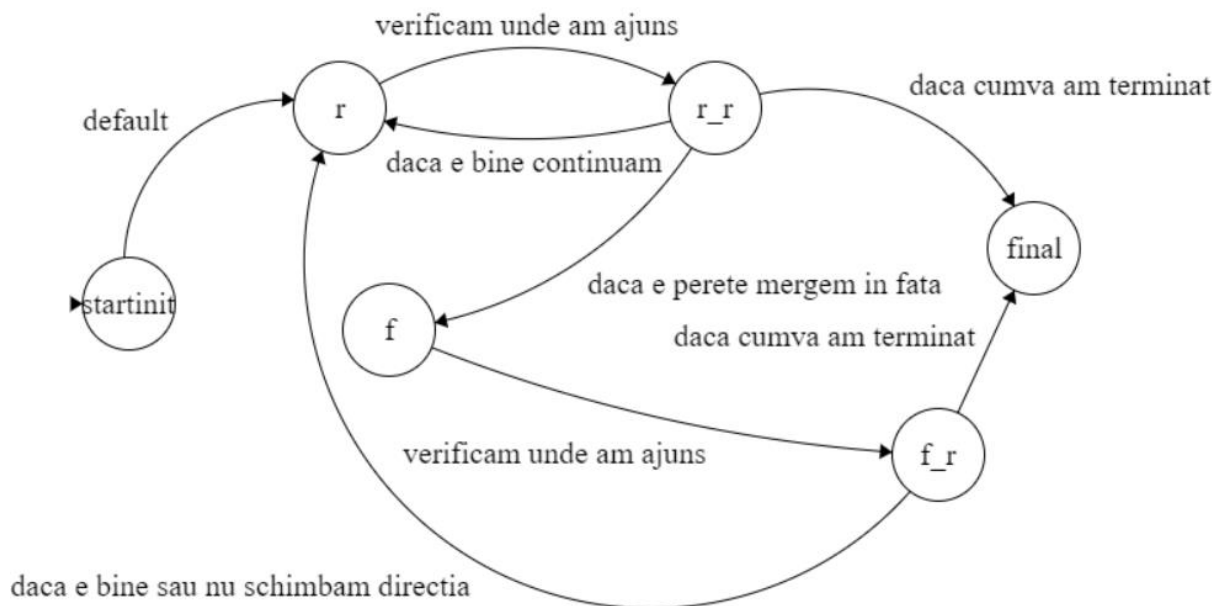 verificam unde am ajuns
daca cumva am terminat
default
r
r_r
daca e bine continuam
final
daca e perete mergem in fata
startinit
f
daca cumva am terminat
verificam unde am ajuns
f_r
daca e bine sau nu schimbam directia